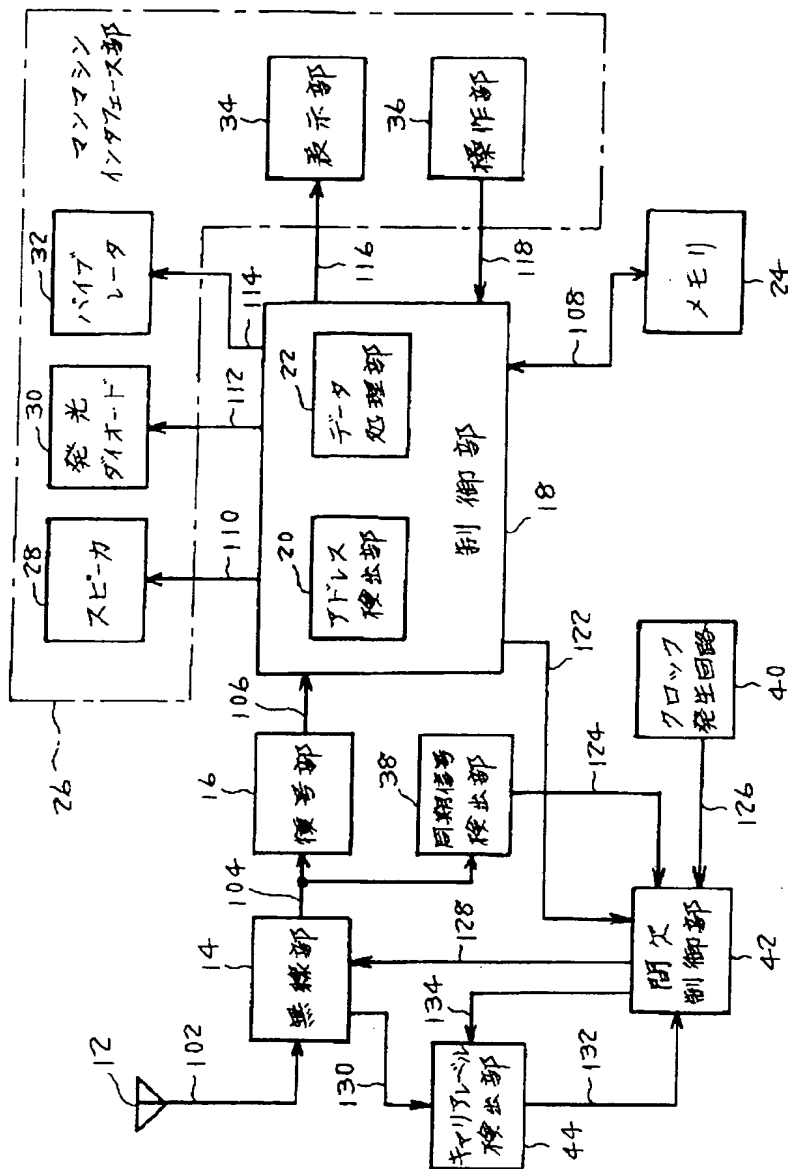 マンマシン
インタフェース部
26
28
スピーカ
30
発光
ダイオード
32
バイブ
レータ
34
表示部
36
操作部
110
112
114
116
118
12
102
14
無線部
104
16
復号部
106
20
アドレス
検出部
22
データ
処理部
制御部
18
108
メモリ
24
38
同期信号
検出部
122
124
クロック
発生回路
40
126
128
130
134
132
キャリアレベル
検出部
44
間欠
制御部
42